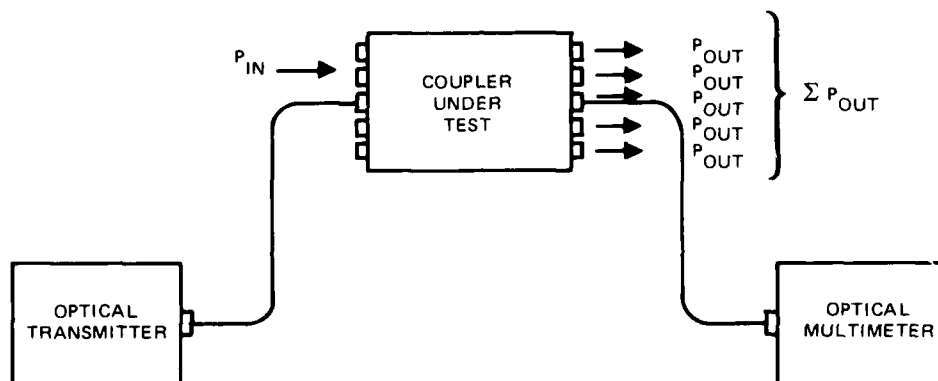 P_IN
COUPLER
UNDER
TEST
P_OUT
P_OUT
P_OUT
P_OUT
P_OUT
Σ P_OUT
OPTICAL
TRANSMITTER
OPTICAL
MULTIMETER